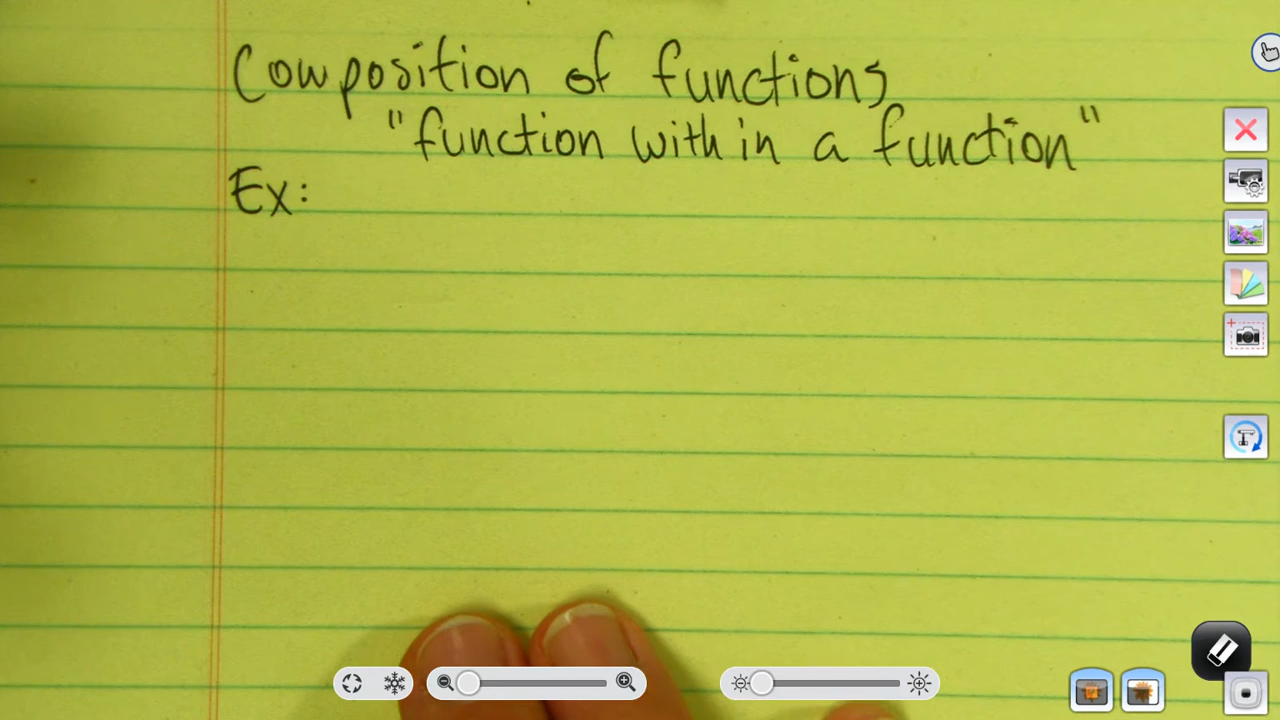 Composition of functions
"function with in a function"
Ex: